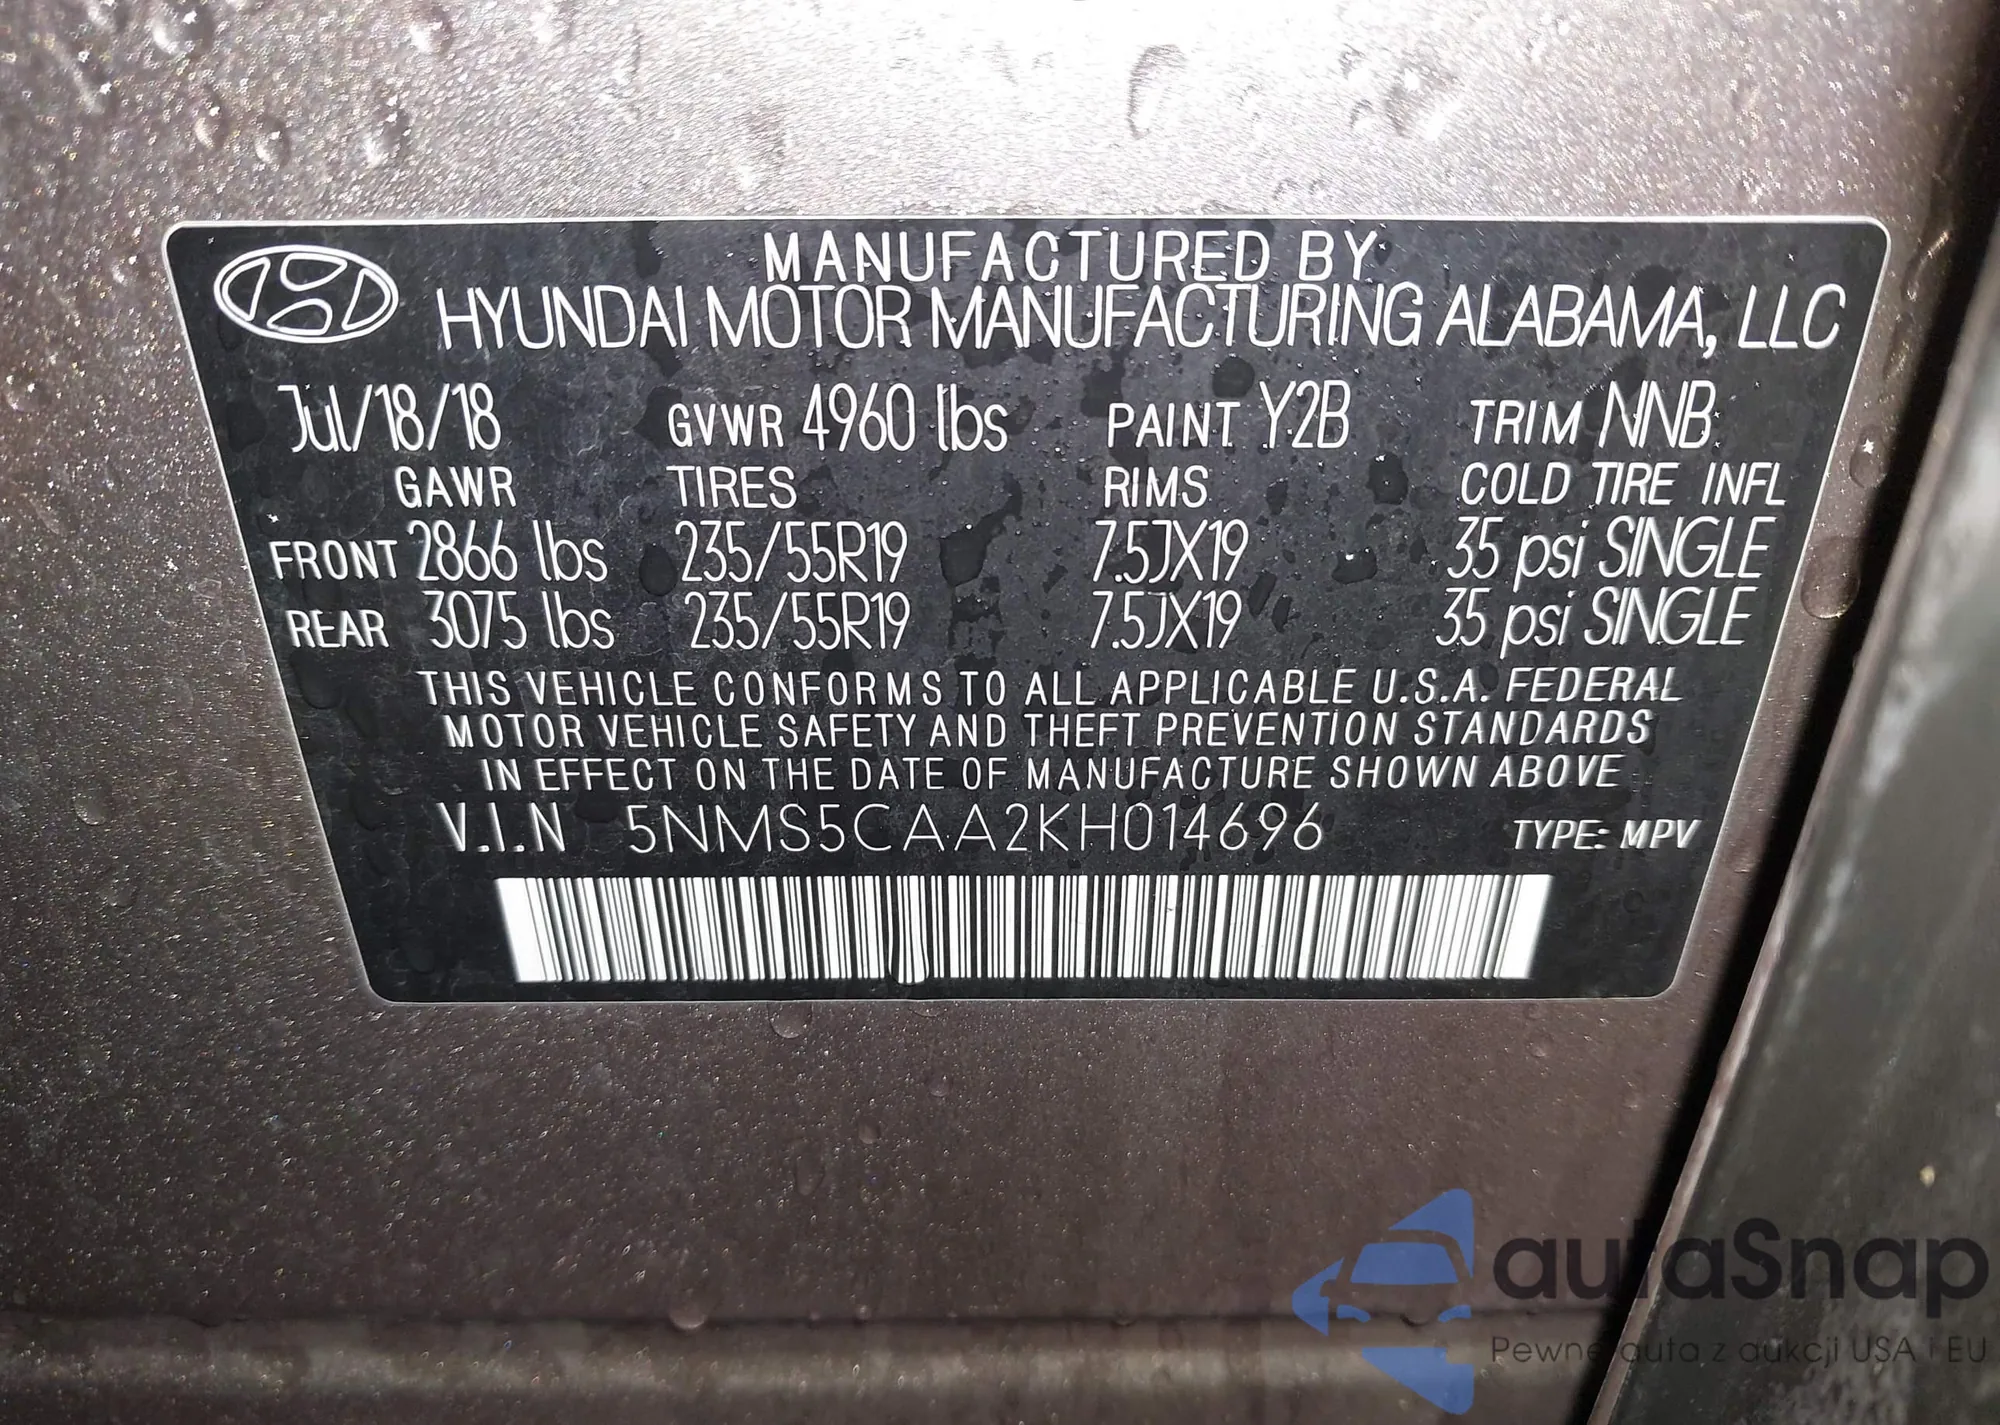 MANUFACTURED BY
HYUNDAI MOTOR MANUFACTURING ALABAMA, LLC
Jul/18/18 GVWR 4960 lbs PAINT Y2B TRIM NNB
GAWR TIRES RIMS COLD TIRE INFL
FRONT 2866 lbs 235/55R19 7.5JX19 35 psi SINGLE
REAR 3075 lbs 235/55R19 7.5JX19 35 psi SINGLE
THIS VEHICLE CONFORMS TO ALL APPLICABLE U.S.A. FEDERAL
MOTOR VEHICLE SAFETY AND THEFT PREVENTION STANDARDS
IN EFFECT ON THE DATE OF MANUFACTURE SHOWN ABOVE
V.I.N 5NMS5CAA2KH014696 TYPE: MPV
autaSnap
Pewne auta z aukcji USA i EU